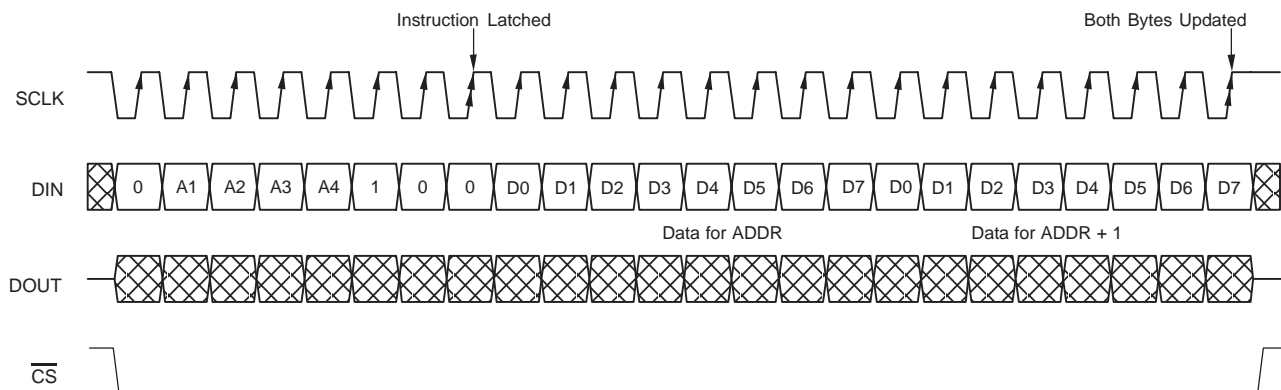 Instruction Latched Both Bytes Updated
SCLK
DIN 0 A1 A2 A3 A4 1 0 0 D0 D1 D2 D3 D4 D5 D6 D7 D0 D1 D2 D3 D4 D5 D6 D7
Data for ADDR Data for ADDR + 1
DOUT
CS